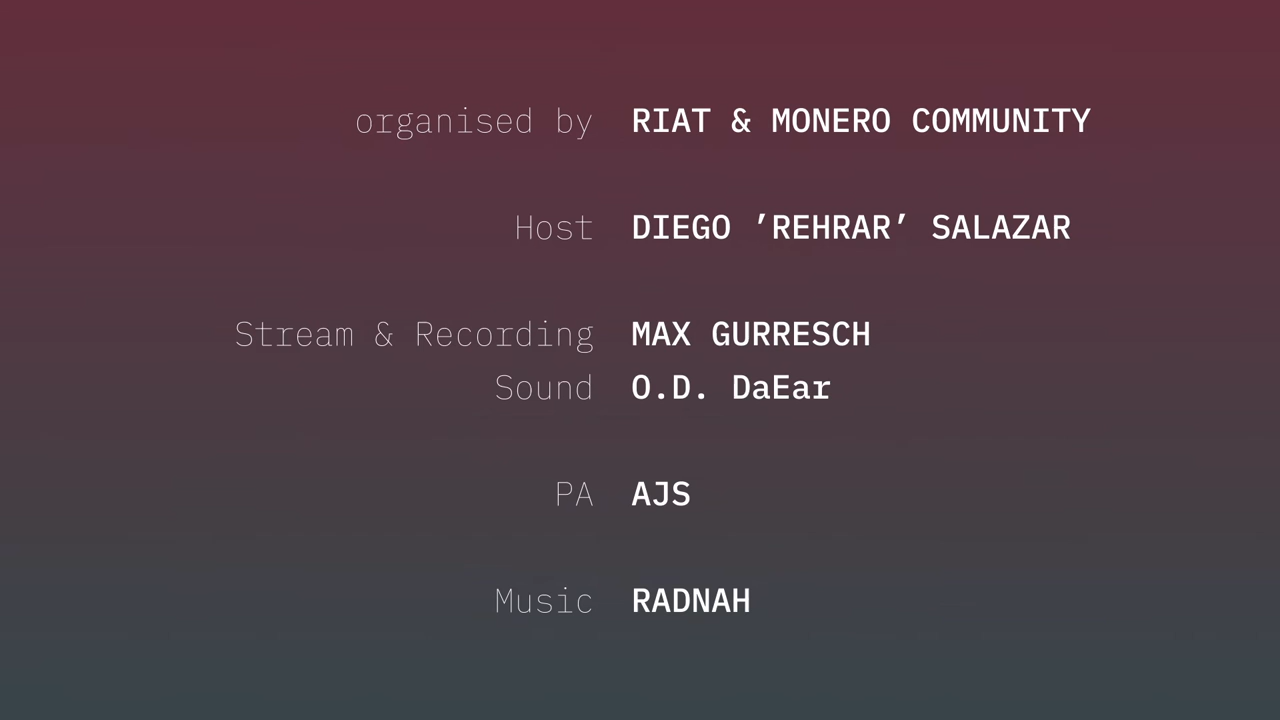 organised by RIAT & MONERO COMMUNITY
Host DIEGO ’REHRAR’ SALAZAR
Stream & Recording MAX GURRESCH
Sound O.D. DaEar
PA AJS
Music RADNAH